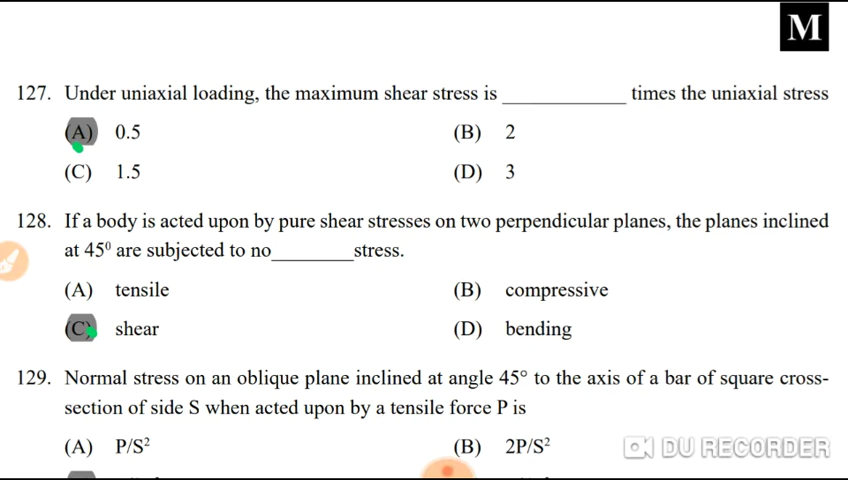 M
127. Under uniaxial loading, the maximum shear stress is ____________ times the uniaxial stress
(A) 0.5 (B) 2
(C) 1.5 (D) 3
128. If a body is acted upon by pure shear stresses on two perpendicular planes, the planes inclined
at 45⁰ are subjected to no________stress.
(A) tensile (B) compressive
(C) shear (D) bending
129. Normal stress on an oblique plane inclined at angle 45° to the axis of a bar of square cross-
section of side S when acted upon by a tensile force P is
(A) P/S² (B) 2P/S²
DU RECORDER